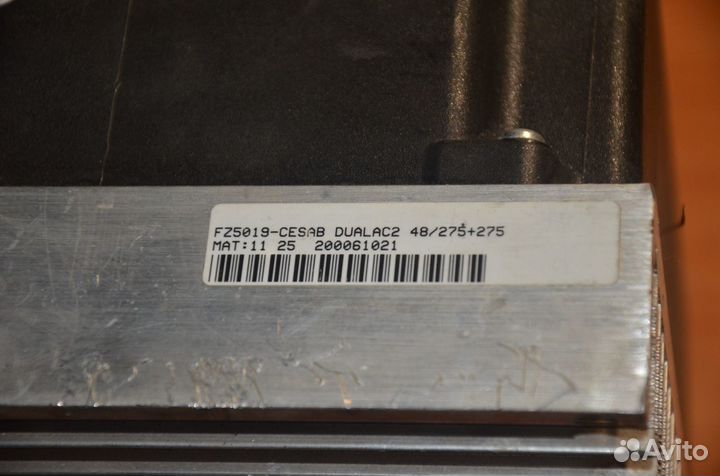 FZ5019-CESAB DUALAC2 48/275+275
MAT:11 25 200061021
Avito